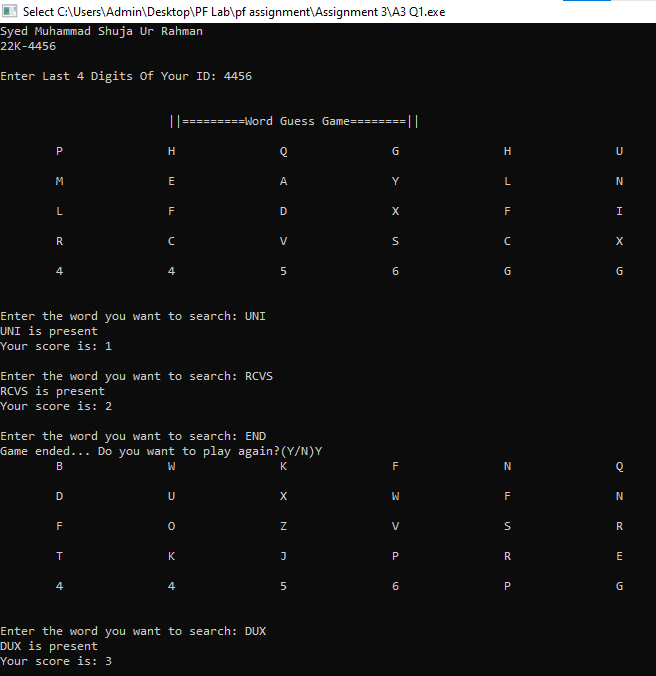 Select C:\Users\Admin\Desktop\PF Lab\pf assignment\Assignment 3\A3 Q1.exe
Syed Muhammad Shuja Ur Rahman
22K-4456
Enter Last 4 Digits Of Your ID: 4456
||=========Word Guess Game========||
P H Q G H U
M E A Y L N
L F D X F I
R C V S C X
4 4 5 6 G G
Enter the word you want to search: UNI
UNI is present
Your score is: 1
Enter the word you want to search: RCVS
RCVS is present
Your score is: 2
Enter the word you want to search: END
Game ended... Do you want to play again?(Y/N)Y
B W K F N Q
D U X W F N
F O Z V S R
T K J P R E
4 4 5 6 P G
Enter the word you want to search: DUX
DUX is present
Your score is: 3